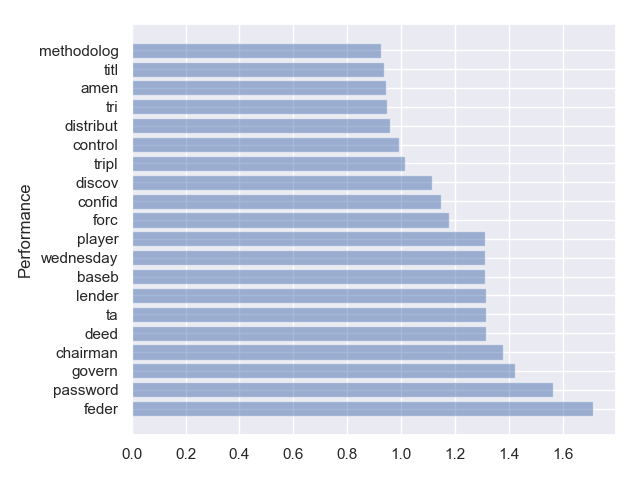 methodolog
titl
amen
tri
distribut
control
tripl
discov
confid
forc
player
wednesday
baseb
lender
ta
deed
chairman
govern
password
feder
Performance
0.0 0.2 0.4 0.6 0.8 1.0 1.2 1.4 1.6